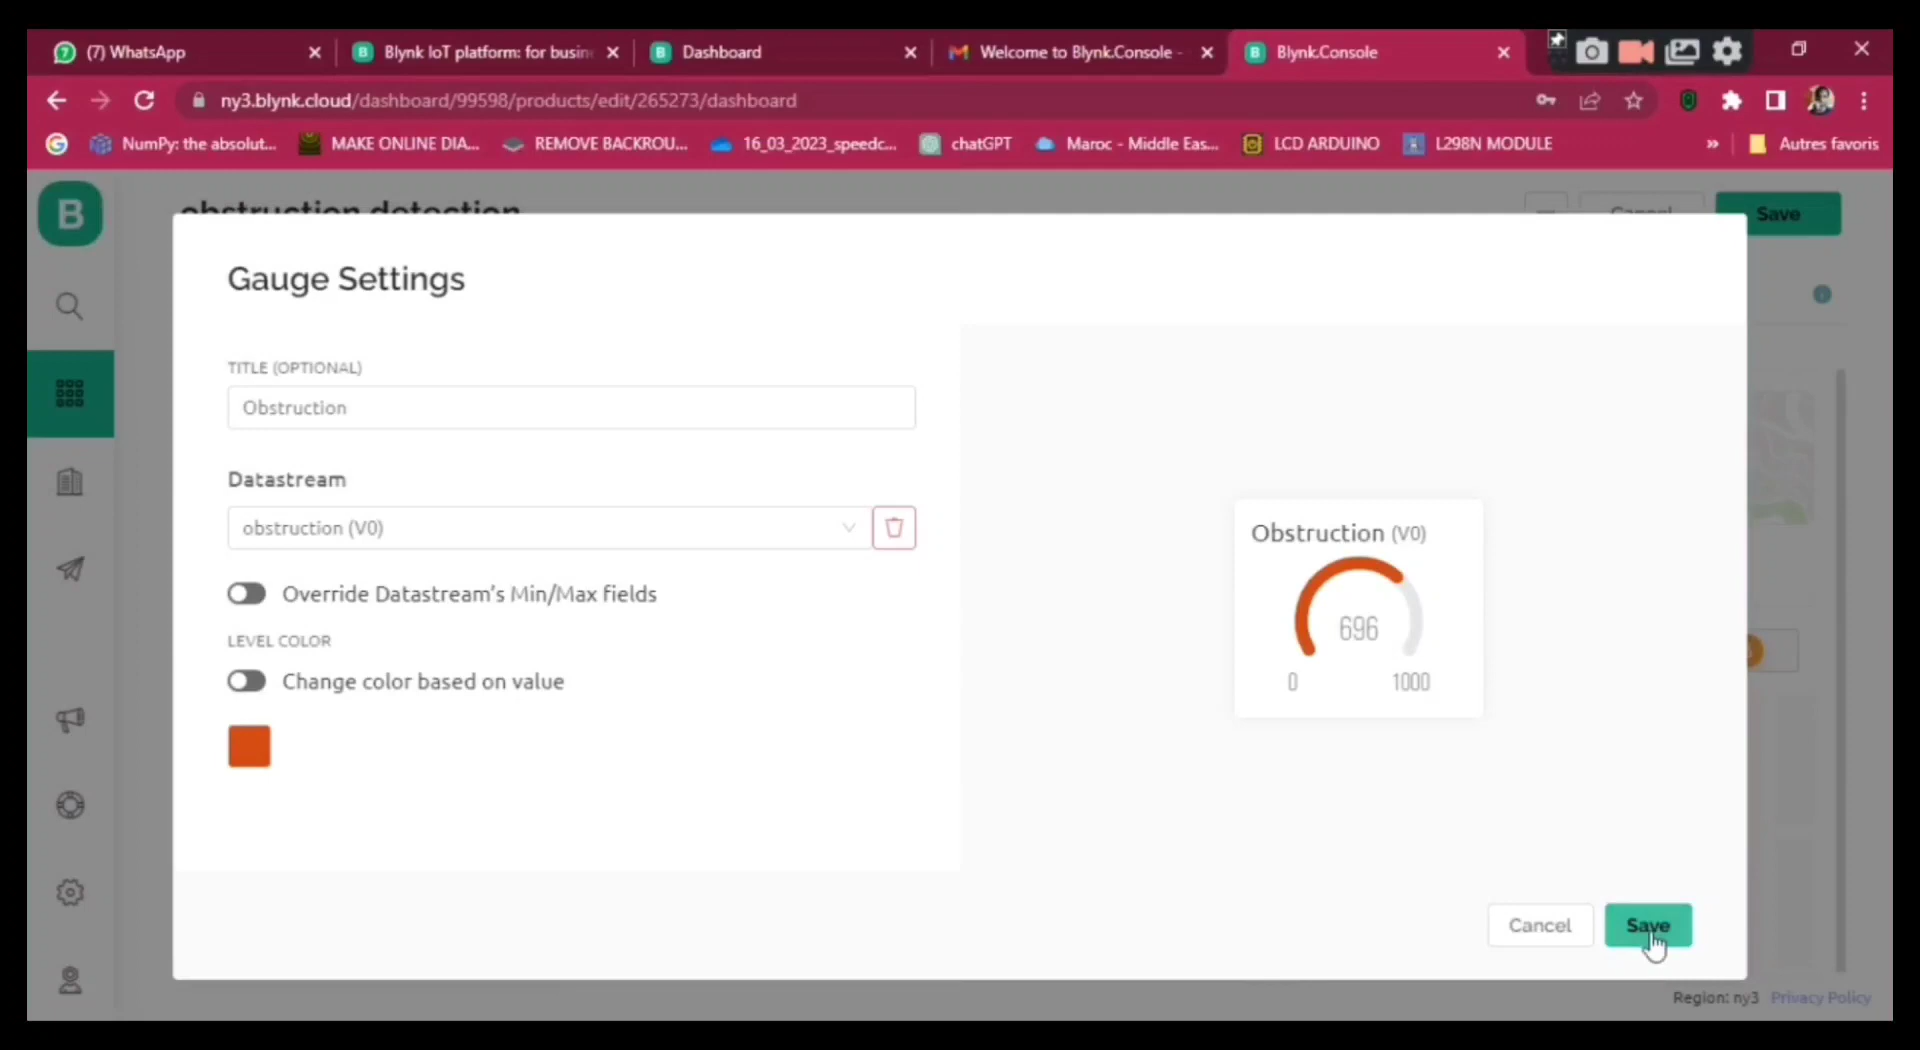 (7) WhatsApp
Blynk IoT platform: for busin
Dashboard
Welcome to Blynk.Console -
Blynk.Console
ny3.blynk.cloud/dashboard/99598/products/edit/265273/dashboard
NumPy: the absolut...
MAKE ONLINE DIA...
REMOVE BACKROU...
16_03_2023_speedc...
chatGPT
Maroc - Middle Eas...
LCD ARDUINO
L298N MODULE
»
Autres favoris
B
obstruction detection
Cancel
Save
Gauge Settings
TITLE (OPTIONAL)
Obstruction
Datastream
obstruction (V0)
Override Datastream's Min/Max fields
LEVEL COLOR
Change color based on value
Obstruction (V0)
696
0
1000
Cancel
Save
Region: ny3 Privacy Policy